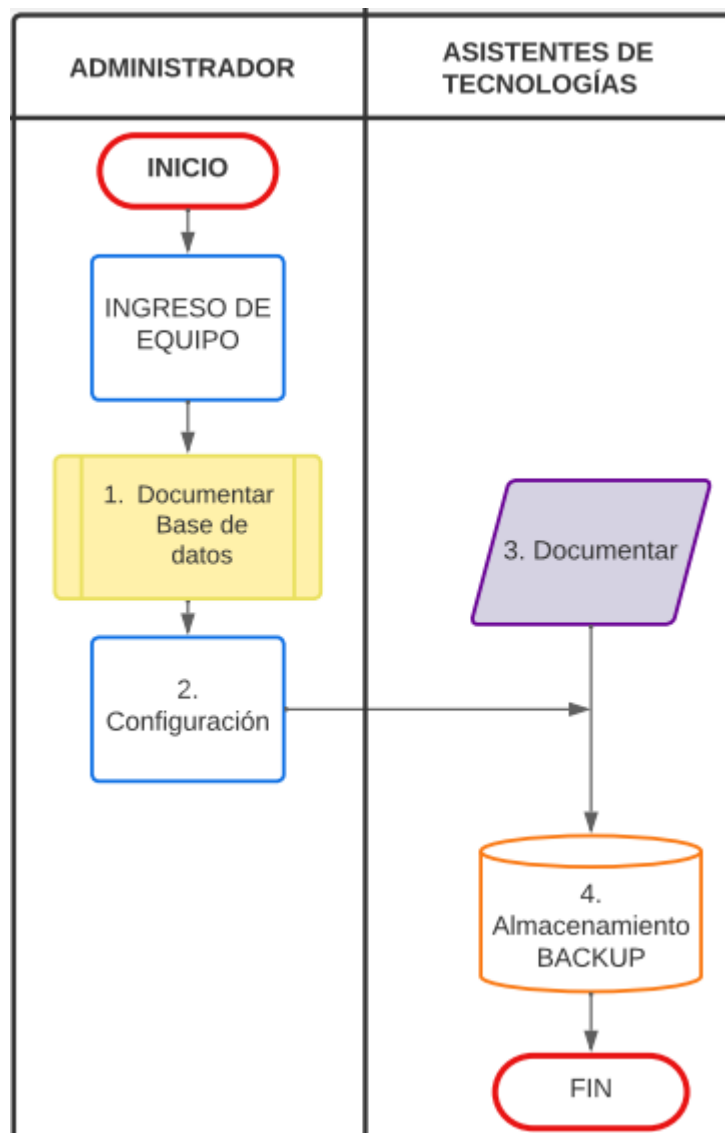 ADMINISTRADOR
ASISTENTES DE
TECNOLOGÍAS
INICIO
INGRESO DE
EQUIPO
1. Documentar
Base de
datos
2.
Configuración
3. Documentar
4.
Almacenamiento
BACKUP
FIN